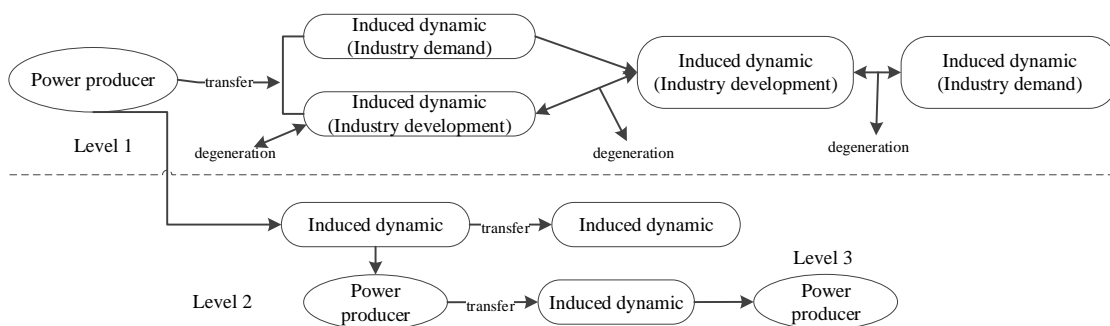 Induced dynamic
(Industry demand)
Power producer
transfer
Induced dynamic
(Industry development)
Induced dynamic
(Industry development)
Induced dynamic
(Industry demand)
Level 1
degeneration
degeneration
degeneration
Induced dynamic
transfer
Induced dynamic
Level 2
Power
producer
transfer
Induced dynamic
Level 3
Power
producer